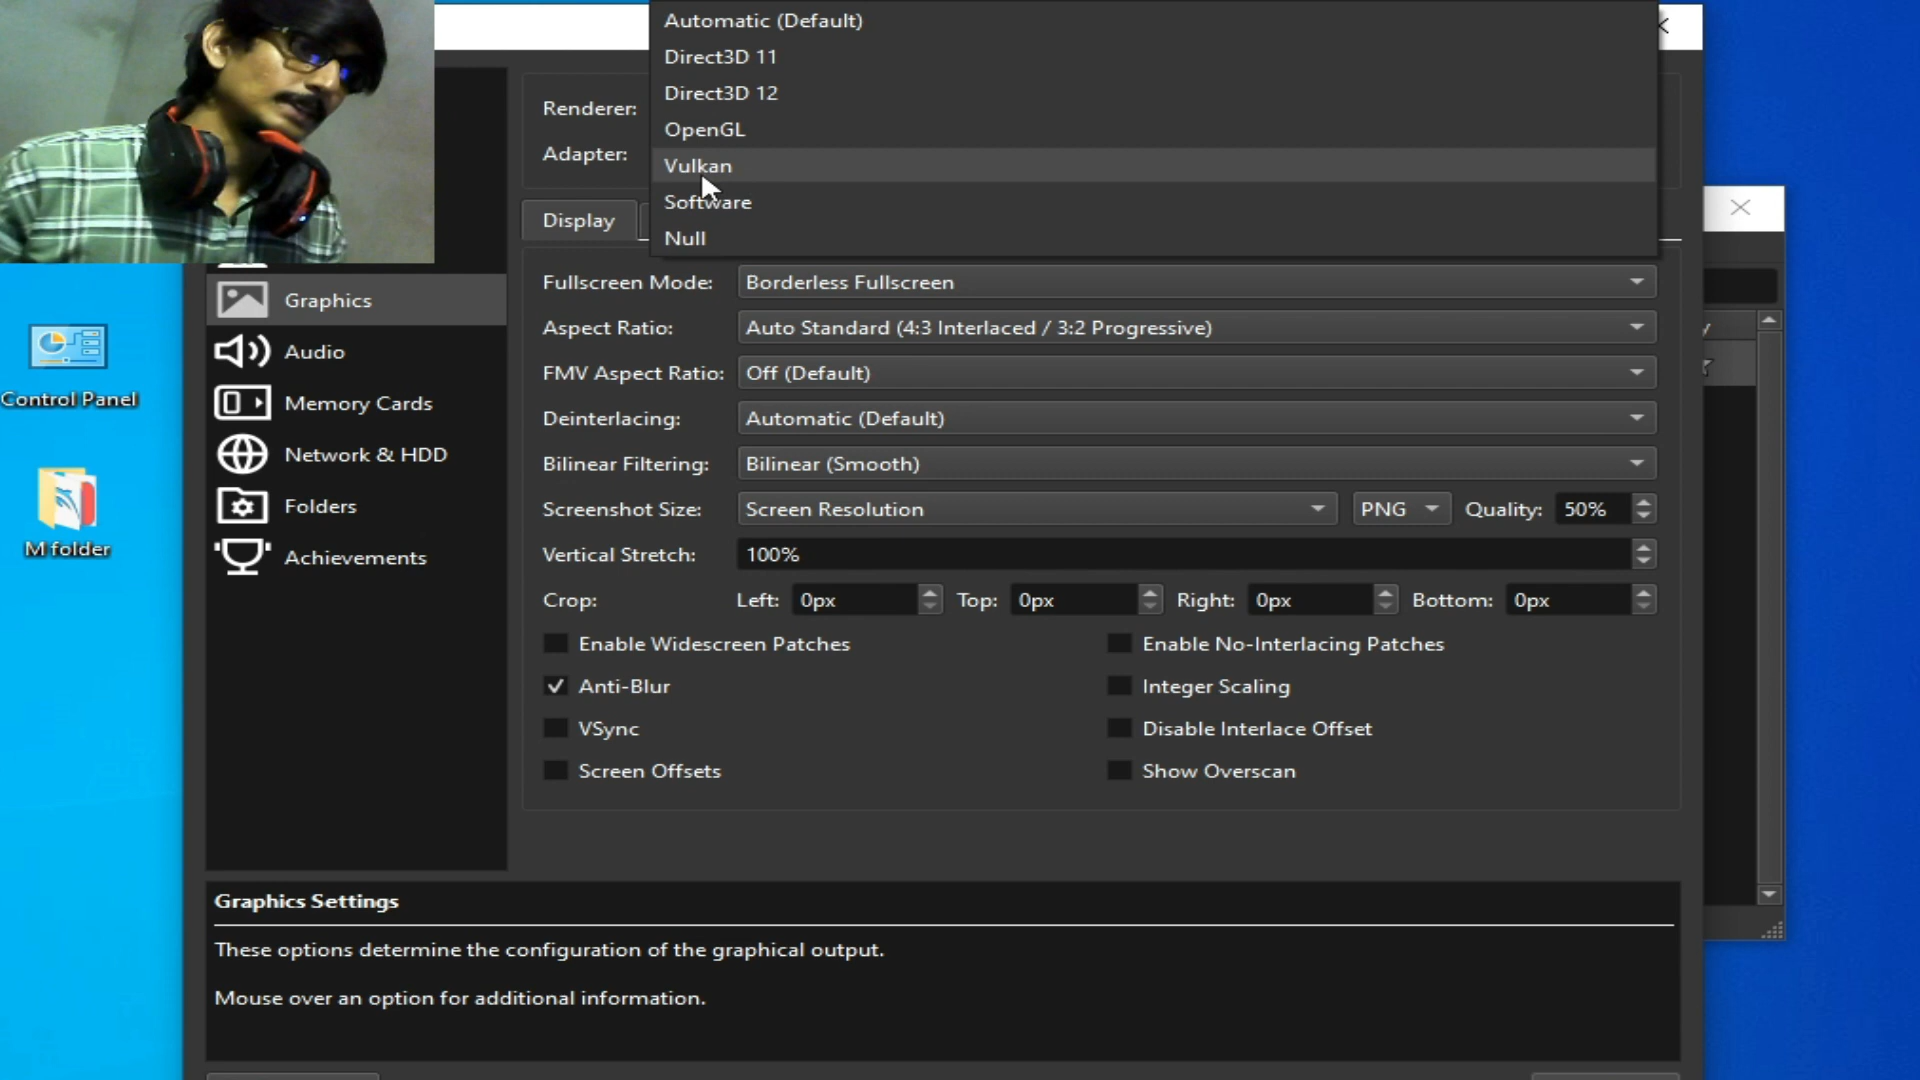 Automatic (Default)
Direct3D 11
Direct3D 12
OpenGL
Vulkan
Software
Null
Renderer:
Adapter:
Display
Fullscreen Mode: Borderless Fullscreen
Aspect Ratio: Auto Standard (4:3 Interlaced / 3:2 Progressive)
FMV Aspect Ratio: Off (Default)
Deinterlacing: Automatic (Default)
Bilinear Filtering: Bilinear (Smooth)
Screenshot Size: Screen Resolution PNG Quality: 50%
Vertical Stretch: 100%
Crop: Left: 0px Top: 0px Right: 0px Bottom: 0px
Enable Widescreen Patches Enable No-Interlacing Patches
Anti-Blur Integer Scaling
VSync Disable Interlace Offset
Screen Offsets Show Overscan
Graphics
Audio
Memory Cards
Network & HDD
Folders
Achievements
Control Panel
M folder
Graphics Settings
These options determine the configuration of the graphical output.
Mouse over an option for additional information.